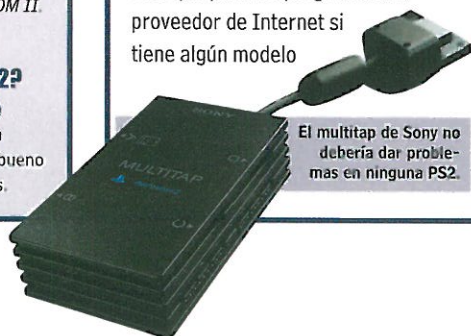 OM II.
2?
bueno
s.
proveedor de Internet si
tiene algún modelo
SONY
MULTITAP
El multitap de Sony no
debería dar proble-
mas en ninguna PS2.